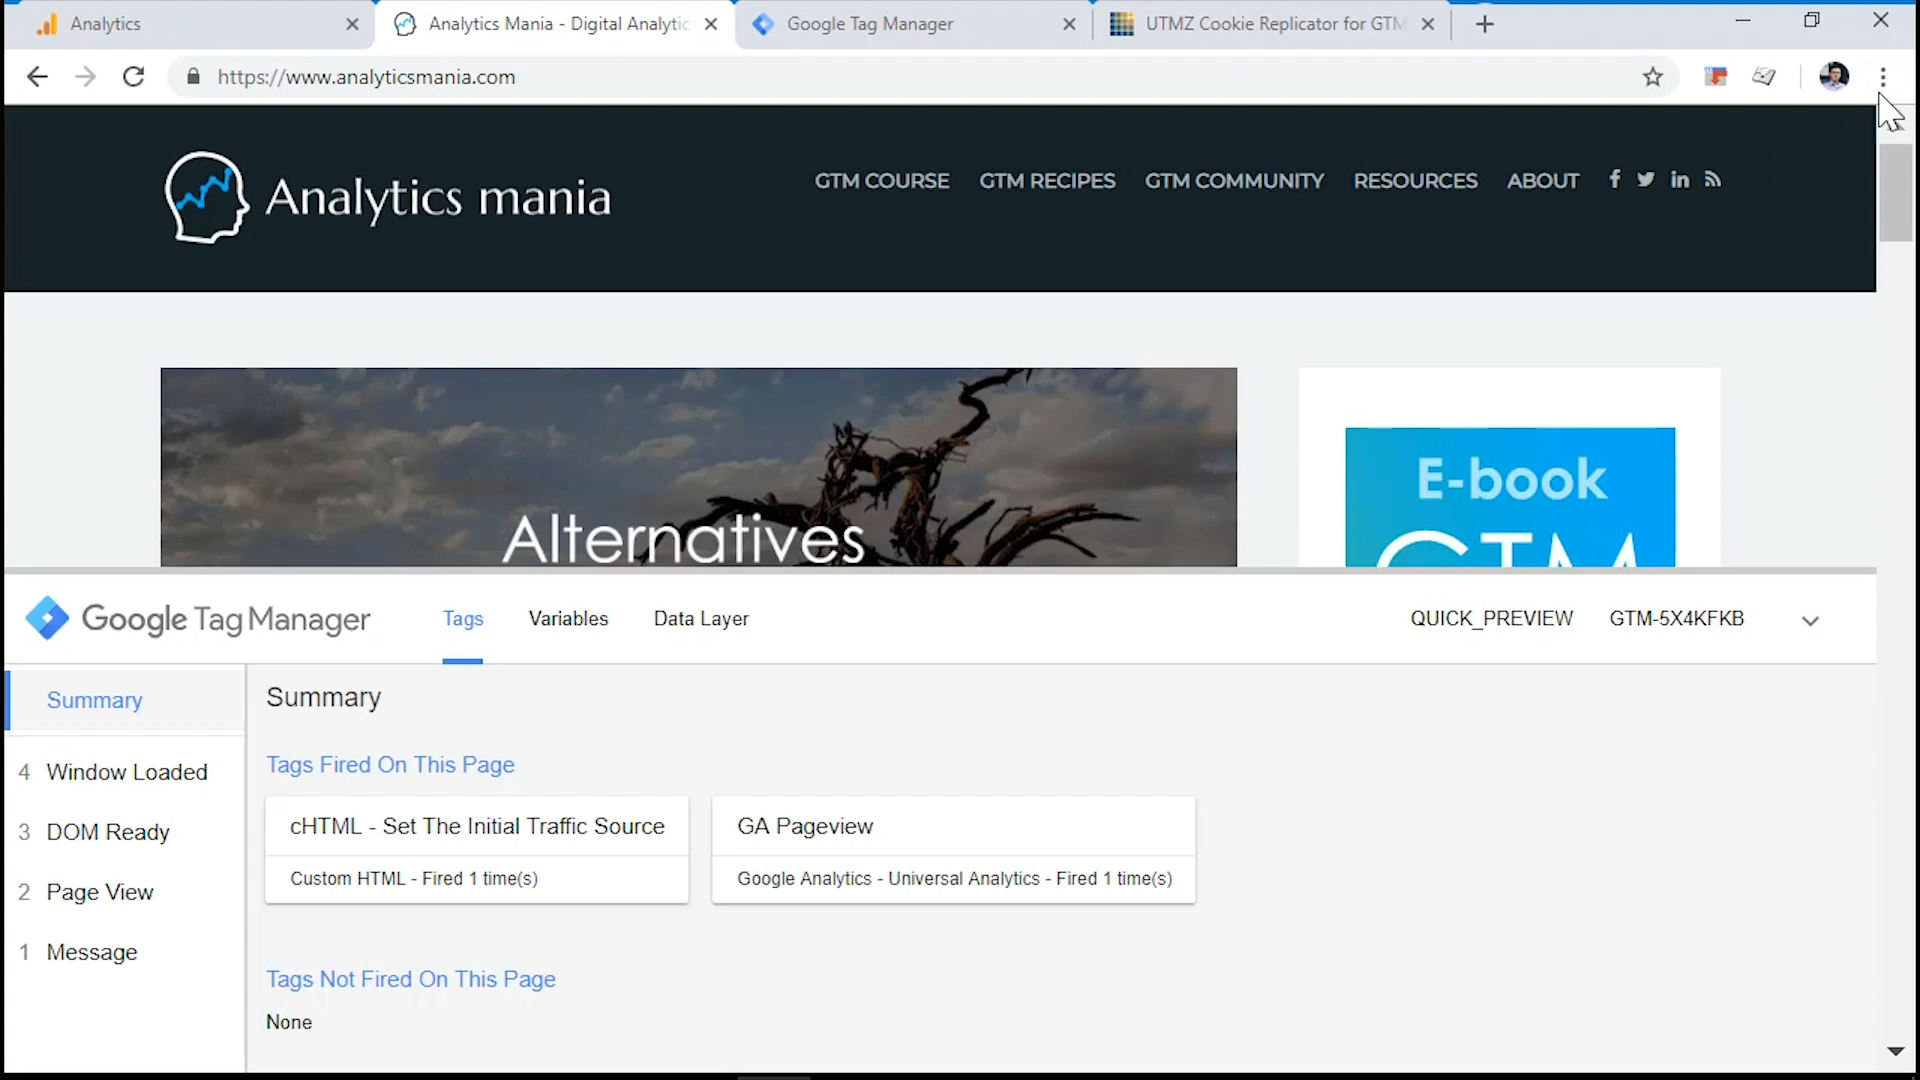 Analytics
Analytics Mania - Digital Analytic
Google Tag Manager
UTMZ Cookie Replicator for GTM
https://www.analyticsmania.com
Analytics mania
GTM COURSE
GTM RECIPES
GTM COMMUNITY
RESOURCES
ABOUT
Alternatives
E-book
GTM
Google Tag Manager
Tags
Variables
Data Layer
QUICK_PREVIEW
GTM-5X4KFKB
Summary
4 Window Loaded
3 DOM Ready
2 Page View
1 Message
Summary
Tags Fired On This Page
cHTML - Set The Initial Traffic Source
Custom HTML - Fired 1 time(s)
GA Pageview
Google Analytics - Universal Analytics - Fired 1 time(s)
Tags Not Fired On This Page
None